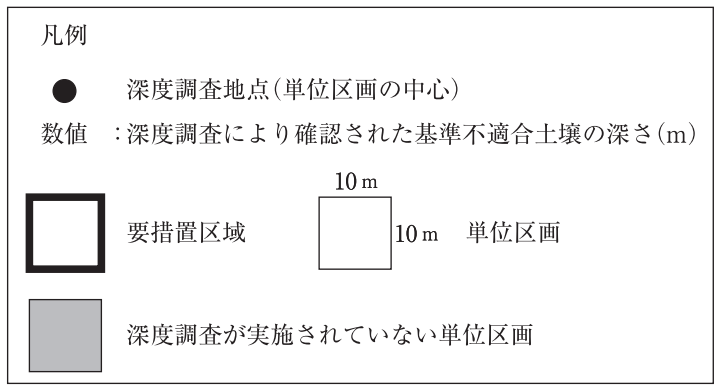 凡例
深度調査地点(単位区画の中心)
数値 :深度調査により確認された基準不適合土壌の深さ(m)
10 m
要措置区域
10 m 単位区画
深度調査が実施されていない単位区画